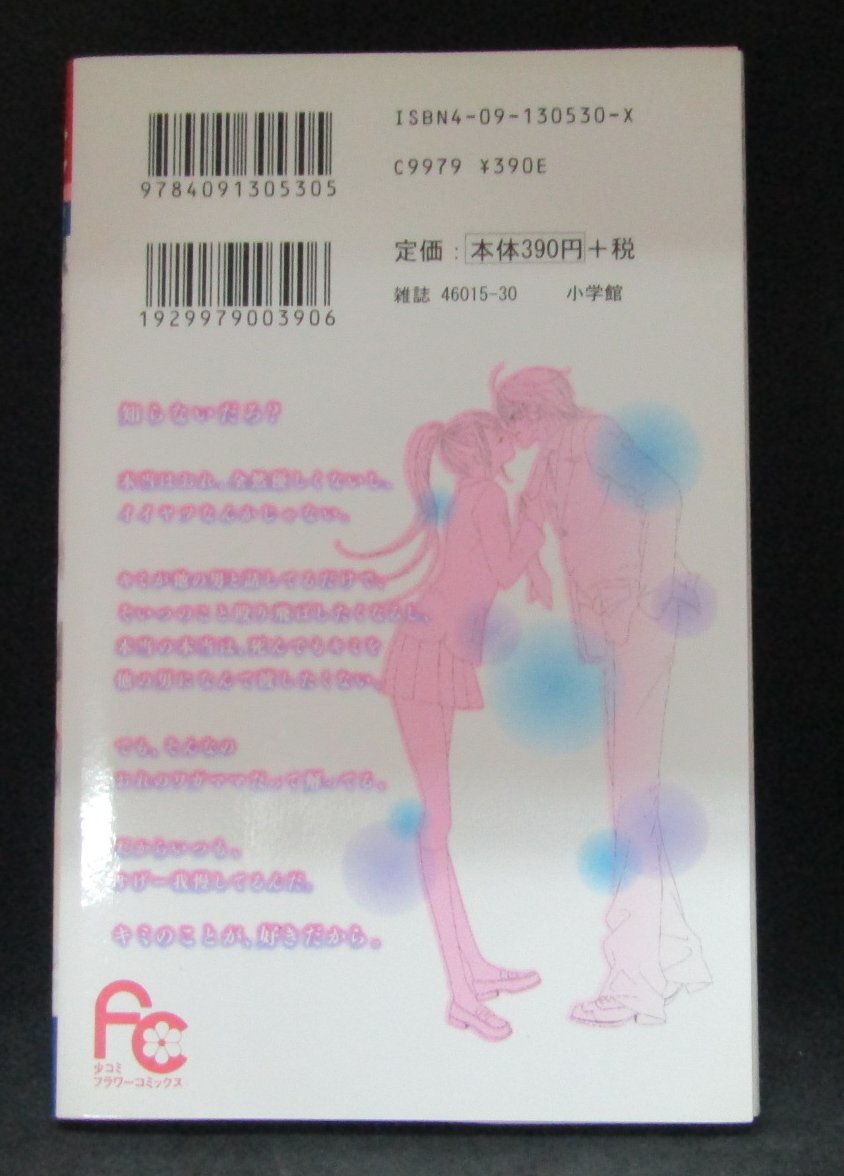 9784091305305
ISBN4-09-130530-X
C9979 ¥390E
1929979003906
定価:本体390円+税
雑誌 46015-30 小学館
知らないだろ?
本当はおれ、全然優しくないし、
イイヤツなんかじゃない。
キミが他の男と話してるだけで、
そいつのこと殴り飛ばしたくなるし、
本当の本当は、死んでもキミを
他の男になんて渡したくない。
でも、そんなの
おれのワガママだって解ってる。
だからいつも、
すげー我慢してるんだ。
キミのことが、好きだから。
FC
少コミ
フラワーコミックス